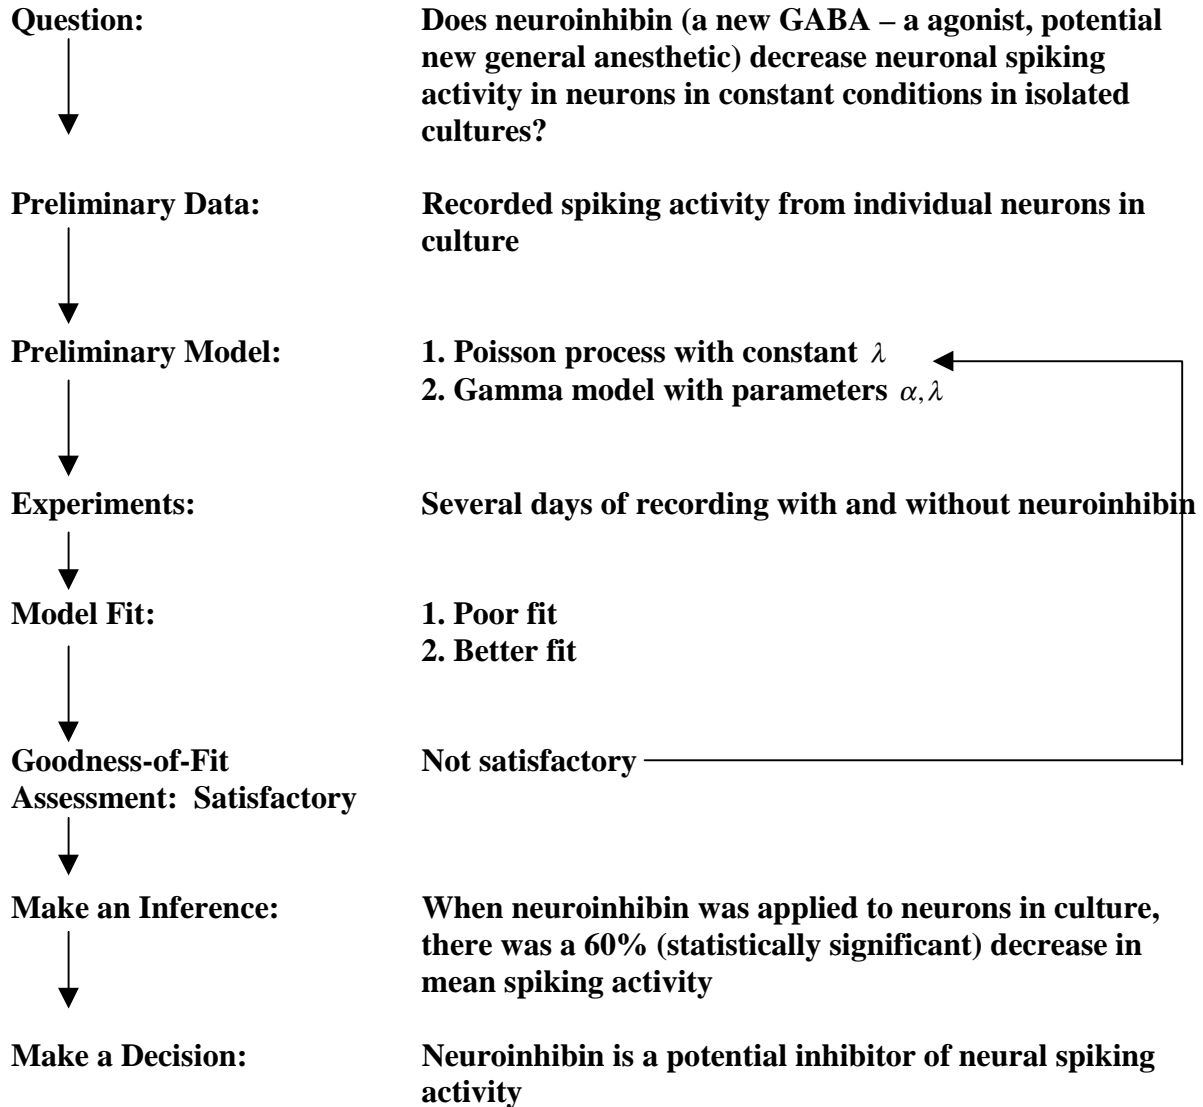 Question: Does neuroinhibin (a new GABA – a agonist, potential
new general anesthetic) decrease neuronal spiking
activity in neurons in constant conditions in isolated
cultures?
Preliminary Data: Recorded spiking activity from individual neurons in
culture
Preliminary Model: 1. Poisson process with constant λ
2. Gamma model with parameters α, λ
Experiments: Several days of recording with and without neuroinhibin
Model Fit: 1. Poor fit
2. Better fit
Goodness-of-Fit Not satisfactory
Assessment: Satisfactory
Make an Inference: When neuroinhibin was applied to neurons in culture,
there was a 60% (statistically significant) decrease in
mean spiking activity
Make a Decision: Neuroinhibin is a potential inhibitor of neural spiking
activity